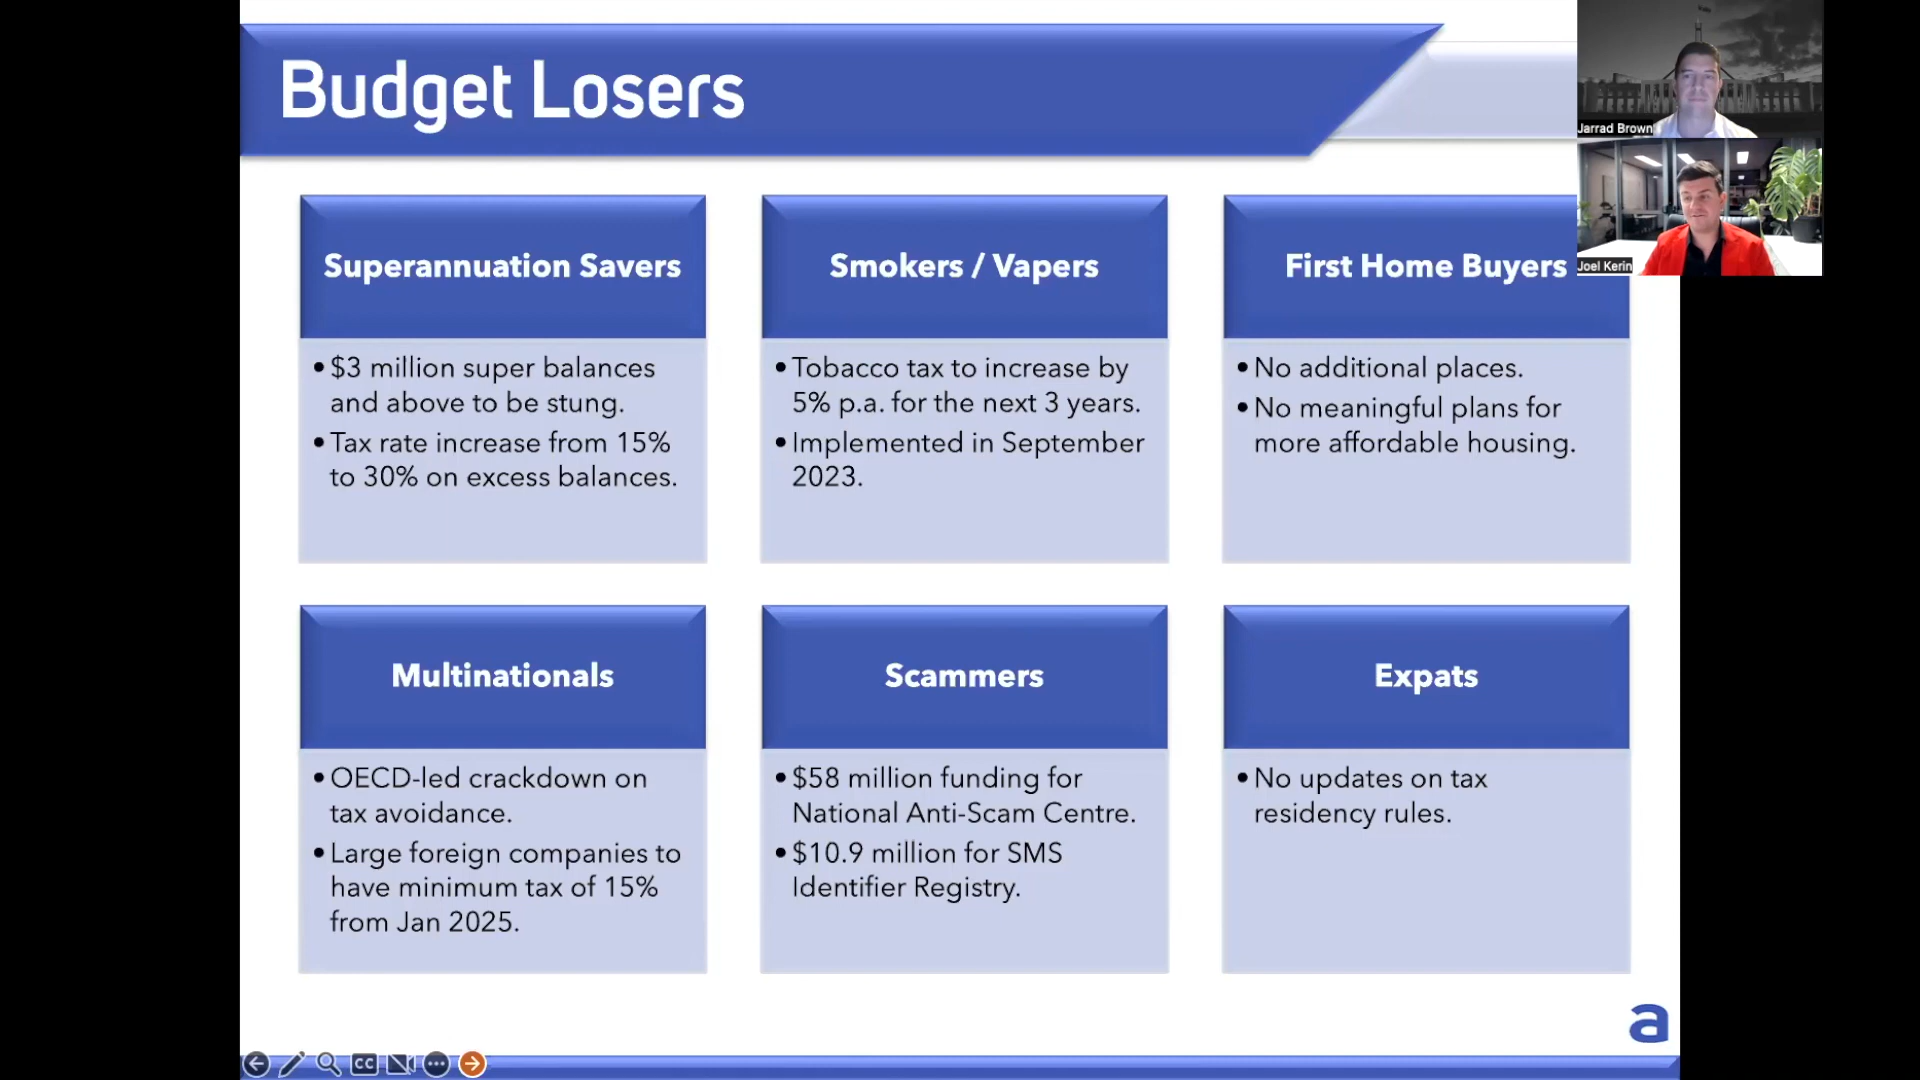 Budget Losers
Jarrad Brown
Joel Kerin
Superannuation Savers
•$3 million super balances
and above to be stung.
•Tax rate increase from 15%
to 30% on excess balances.
Smokers / Vapers
•Tobacco tax to increase by
5% p.a. for the next 3 years.
•Implemented in September
2023.
First Home Buyers
•No additional places.
•No meaningful plans for
more affordable housing.
Multinationals
•OECD-led crackdown on
tax avoidance.
•Large foreign companies to
have minimum tax of 15%
from Jan 2025.
Scammers
•$58 million funding for
National Anti-Scam Centre.
•$10.9 million for SMS
Identifier Registry.
Expats
•No updates on tax
residency rules.
a
CC